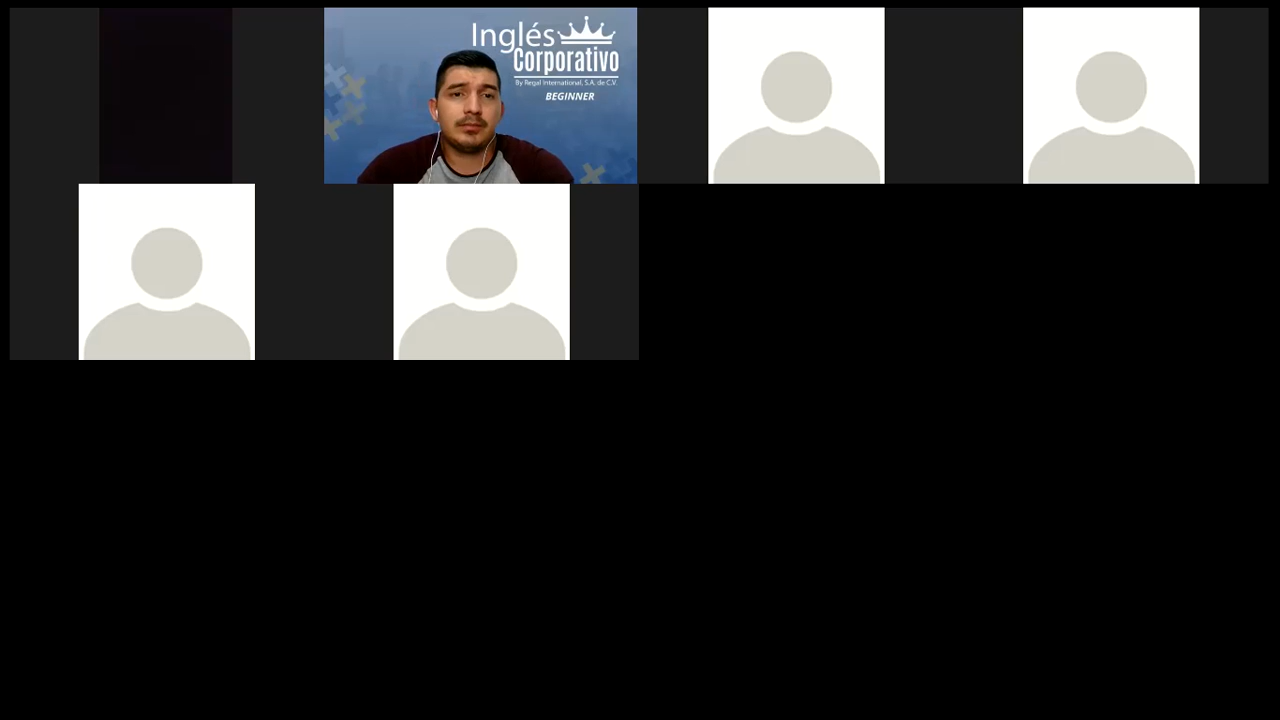 Inglés
Corporativo
By Regal International, S.A. de C.V.
BEGINNER